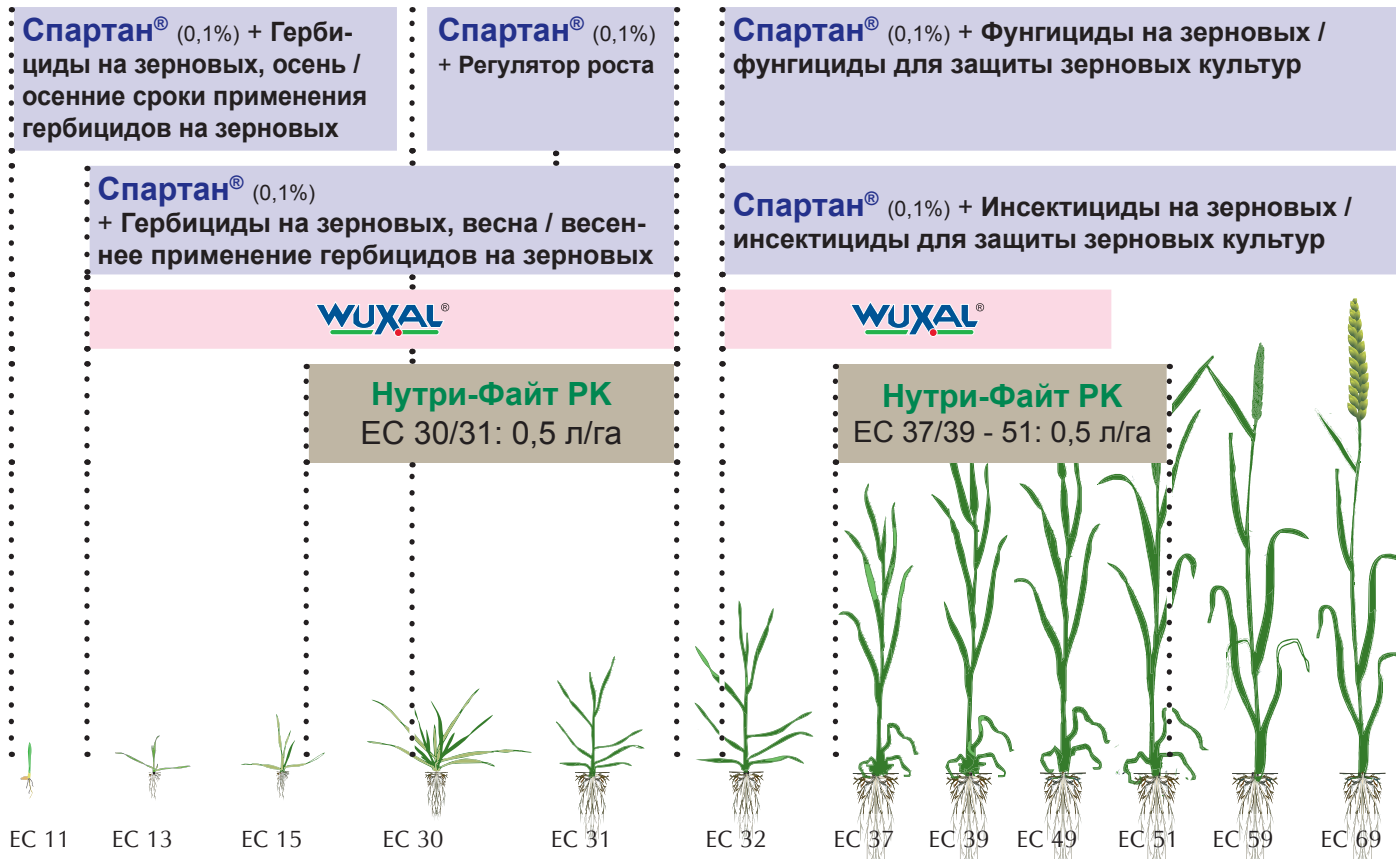 Спартан® (0,1%) + Герби-
циды на зерновых, осень /
осенние сроки применения
гербицидов на зерновых
Спартан® (0,1%)
+ Регулятор роста
Спартан® (0,1%) + Фунгициды на зерновых /
фунгициды для защиты зерновых культур
Спартан® (0,1%)
+ Гербициды на зерновых, весна / весен-
нее применение гербицидов на зерновых
Спартан® (0,1%) + Инсектициды на зерновых /
инсектициды для защиты зерновых культур
WUXAL®
WUXAL®
Нутри-Файт РК
ЕС 30/31: 0,5 л/га
Нутри-Файт РК
ЕС 37/39 - 51: 0,5 л/га
EC 11 EC 13 EC 15 EC 30 EC 31 EC 32 EC 37 EC 39 EC 49 EC 51 EC 59 EC 69